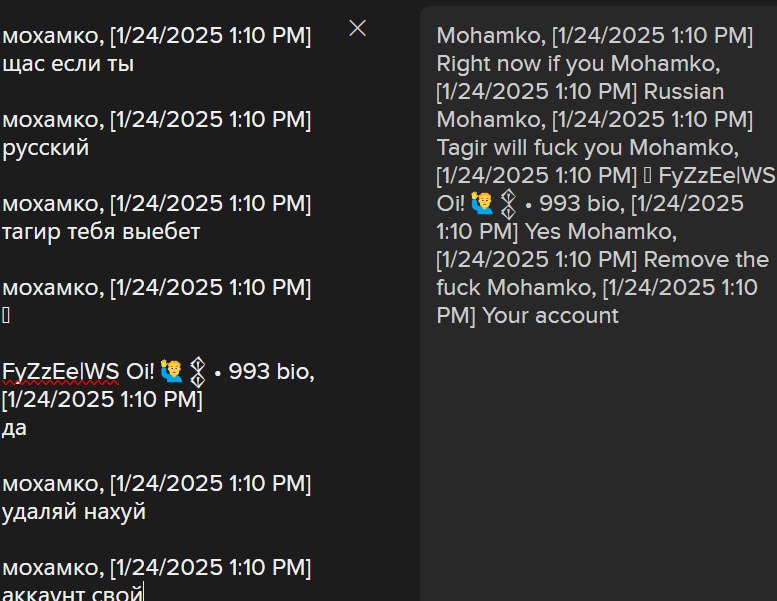 мохамко, [1/24/2025 1:10 PM]
щас если ты
мохамко, [1/24/2025 1:10 PM]
русский
мохамко, [1/24/2025 1:10 PM]
тагир тебя выебет
мохамко, [1/24/2025 1:10 PM]
FyZzEe|WS Oi! 🙋‍♂️ • 993 bio,
[1/24/2025 1:10 PM]
да
мохамко, [1/24/2025 1:10 PM]
удаляй нахуй
мохамко, [1/24/2025 1:10 PM]
аккаунт свой
Mohamko, [1/24/2025 1:10 PM]
Right now if you Mohamko,
[1/24/2025 1:10 PM] Russian
Mohamko, [1/24/2025 1:10 PM]
Tagir will fuck you Mohamko,
[1/24/2025 1:10 PM] FyZzEe|WS
Oi! 🙋‍♂️ • 993 bio, [1/24/2025
1:10 PM] Yes Mohamko,
[1/24/2025 1:10 PM] Remove the
fuck Mohamko, [1/24/2025 1:10
PM] Your account